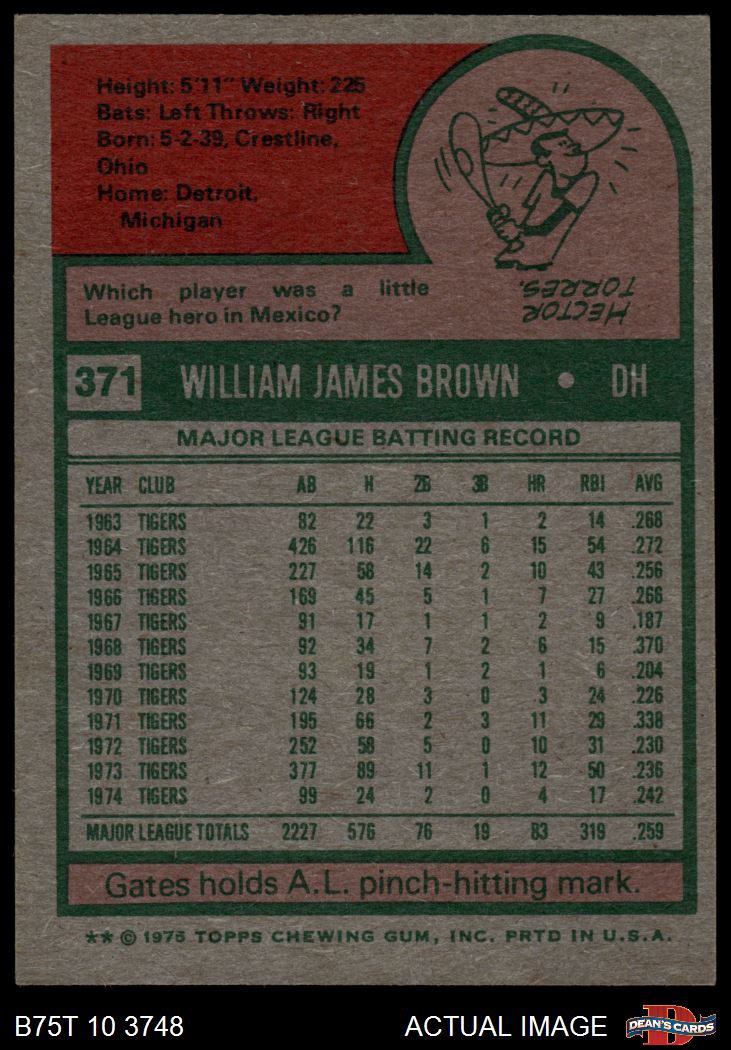 Height: 5'11" Weight: 225
Bats: Left Throws: Right
Born: 5-2-39, Crestline,
Ohio
Home: Detroit,
Michigan
Which player was a little
League hero in Mexico?
HECTOR
TORRES.
371 WILLIAM JAMES BROWN • DH
MAJOR LEAGUE BATTING RECORD
YEAR CLUB AB H 2B 3B HR RBI AVG
1963 TIGERS 82 22 3 1 2 14 .268
1964 TIGERS 426 116 22 6 15 54 .272
1965 TIGERS 227 58 14 2 10 43 .256
1966 TIGERS 169 45 5 1 7 27 .266
1967 TIGERS 91 17 1 1 2 9 .187
1968 TIGERS 92 34 7 2 6 15 .370
1969 TIGERS 93 19 1 2 1 6 .204
1970 TIGERS 124 28 3 0 3 24 .226
1971 TIGERS 195 66 2 3 11 29 .338
1972 TIGERS 252 58 5 0 10 31 .230
1973 TIGERS 377 89 11 1 12 50 .236
1974 TIGERS 99 24 2 0 4 17 .242
MAJOR LEAGUE TOTALS 2227 576 76 19 83 319 .259
Gates holds A.L. pinch-hitting mark.
** © 1975 TOPPS CHEWING GUM, INC. PRTD IN U.S.A.
B75T 10 3748 ACTUAL IMAGE D DEAN'S CARDS